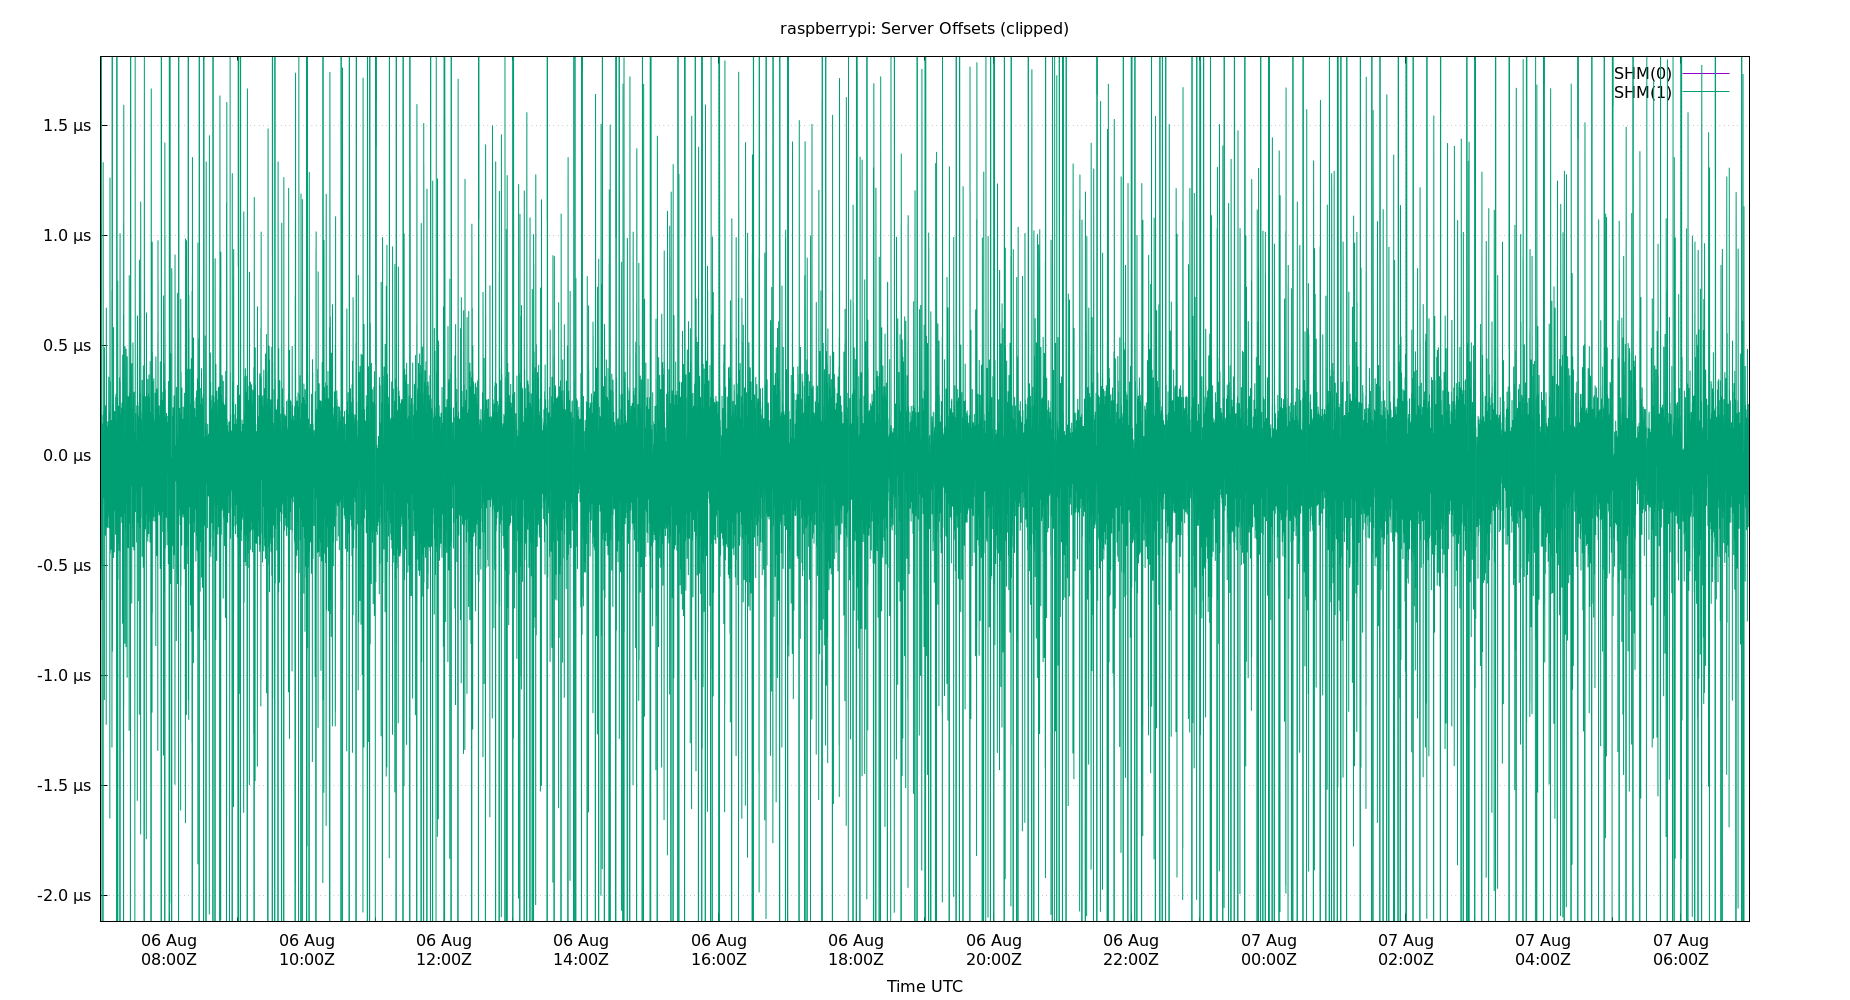 raspberrypi: Server Offsets (clipped)
SHM(0)
SHM(1)
1.5 µs
1.0 µs
0.5 µs
0.0 µs
-0.5 µs
-1.0 µs
-1.5 µs
-2.0 µs
06 Aug 06 Aug 06 Aug 06 Aug 06 Aug 06 Aug 06 Aug 06 Aug 07 Aug 07 Aug 07 Aug 07 Aug
08:00Z 10:00Z 12:00Z 14:00Z 16:00Z 18:00Z 20:00Z 22:00Z 00:00Z 02:00Z 04:00Z 06:00Z
Time UTC